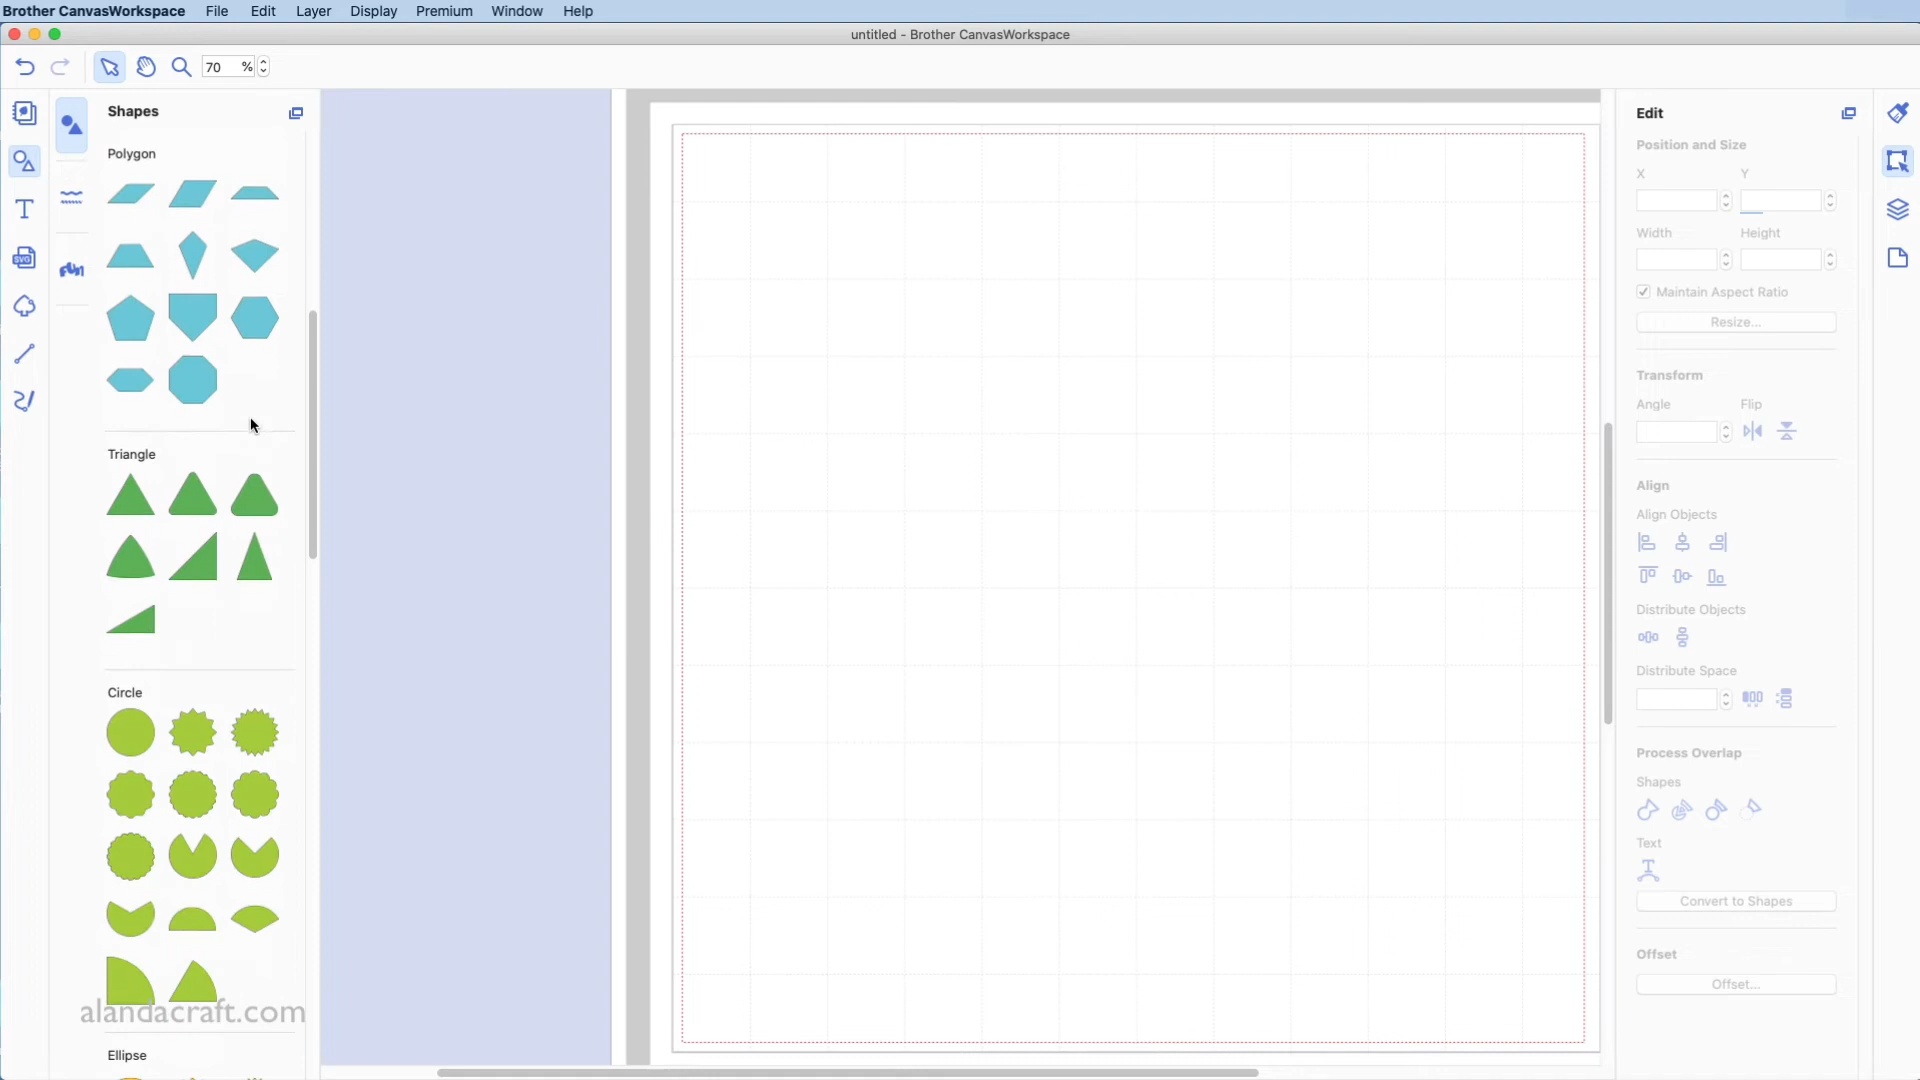 Brother CanvasWorkspace File Edit Layer Display Premium Window Help
untitled - Brother CanvasWorkspace
70 %
Shapes
Polygon
Triangle
Circle
Ellipse
SVG
fun
alandacraft.com
Edit
Position and Size
X Y
Width Height
Maintain Aspect Ratio
Resize...
Transform
Angle Flip
Align
Align Objects
Distribute Objects
Distribute Space
Process Overlap
Shapes
Text
Convert to Shapes
Offset
Offset...